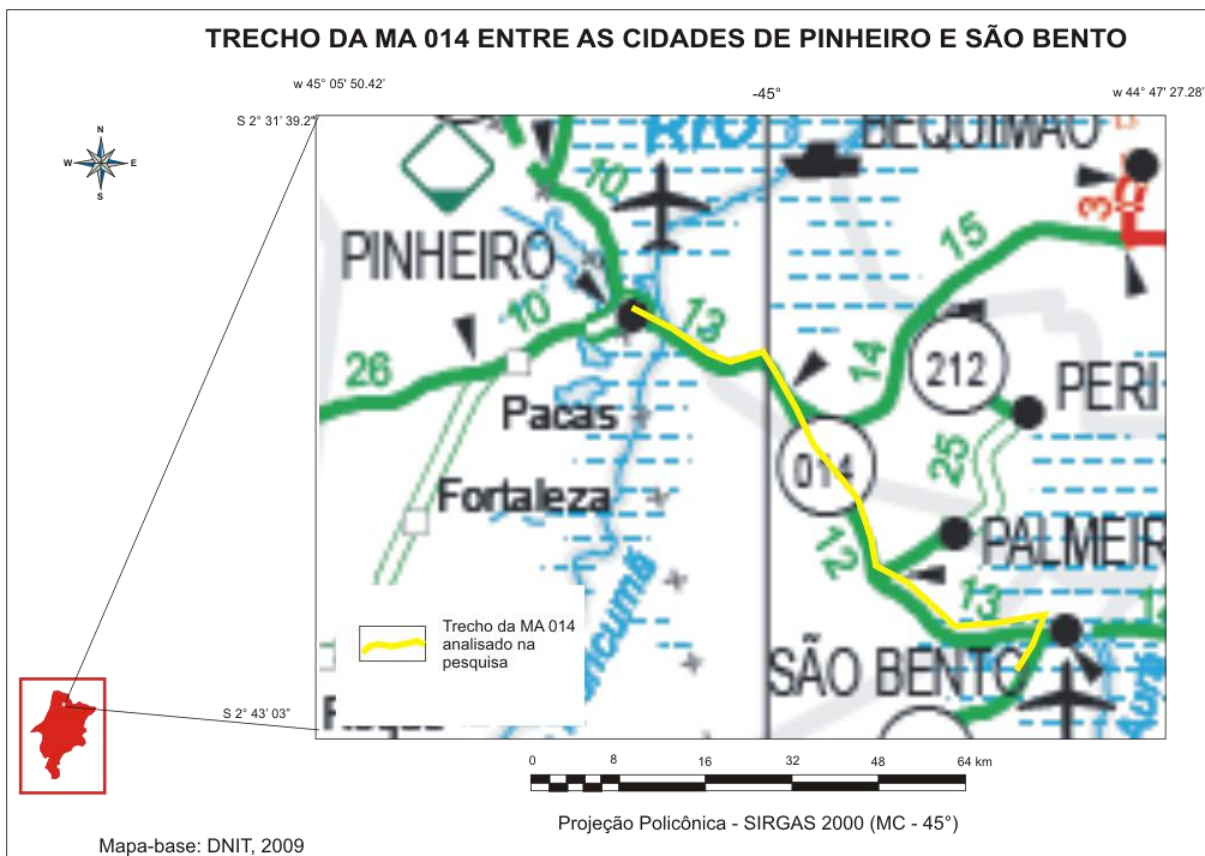 TRECHO DA MA 014 ENTRE AS CIDADES DE PINHEIRO E SÃO BENTO
w 45° 05' 50.42'
-45°
w 44° 47' 27.28'
S 2° 31' 39.2"
N
W
E
S
RIO
BEQUIMÃO
10
3
15
PINHEIRO
10
13
26
14
212
PERI
Pacas
014
25
Fortaleza
12
PALMEIR
13
Trecho da MA 014
analisado na
pesquisa
SÃO BENTO
S 2° 43' 03"
0 8 16 32 48 64 km
Projeção Policônica - SIRGAS 2000 (MC - 45°)
Mapa-base: DNIT, 2009